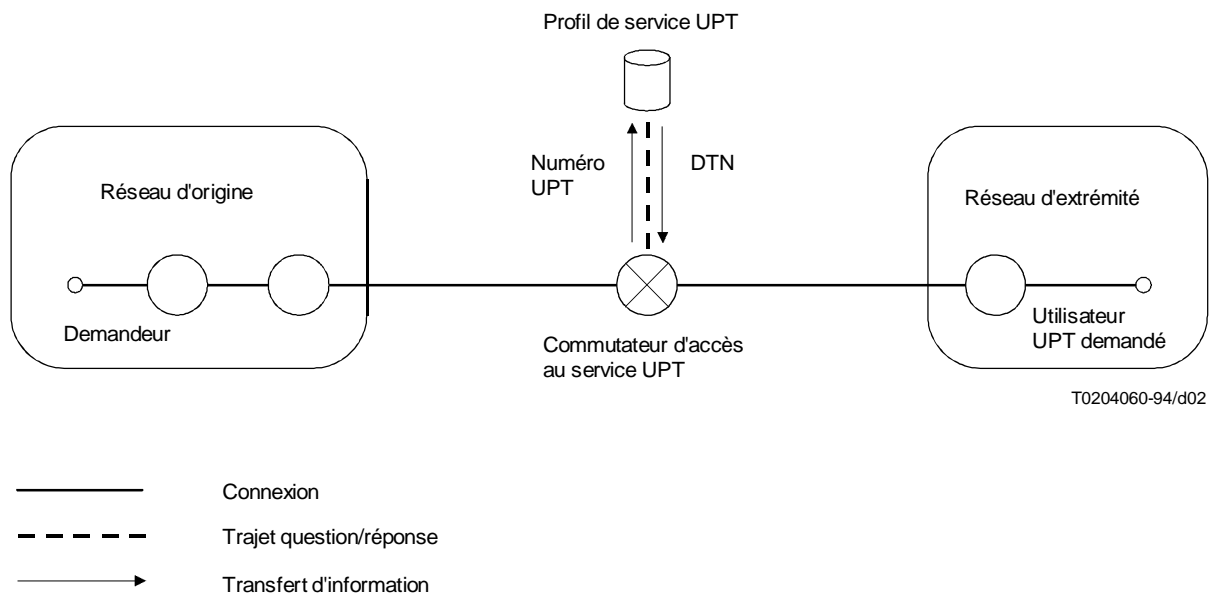 Profil de service UPT
Numéro
UPT
DTN
Réseau d'origine
Réseau d'extrémité
Demandeur
Utilisateur
UPT demandé
Commutateur d'accès
au service UPT
T0204060-94/d02
Connexion
Trajet question/réponse
Transfert d'information